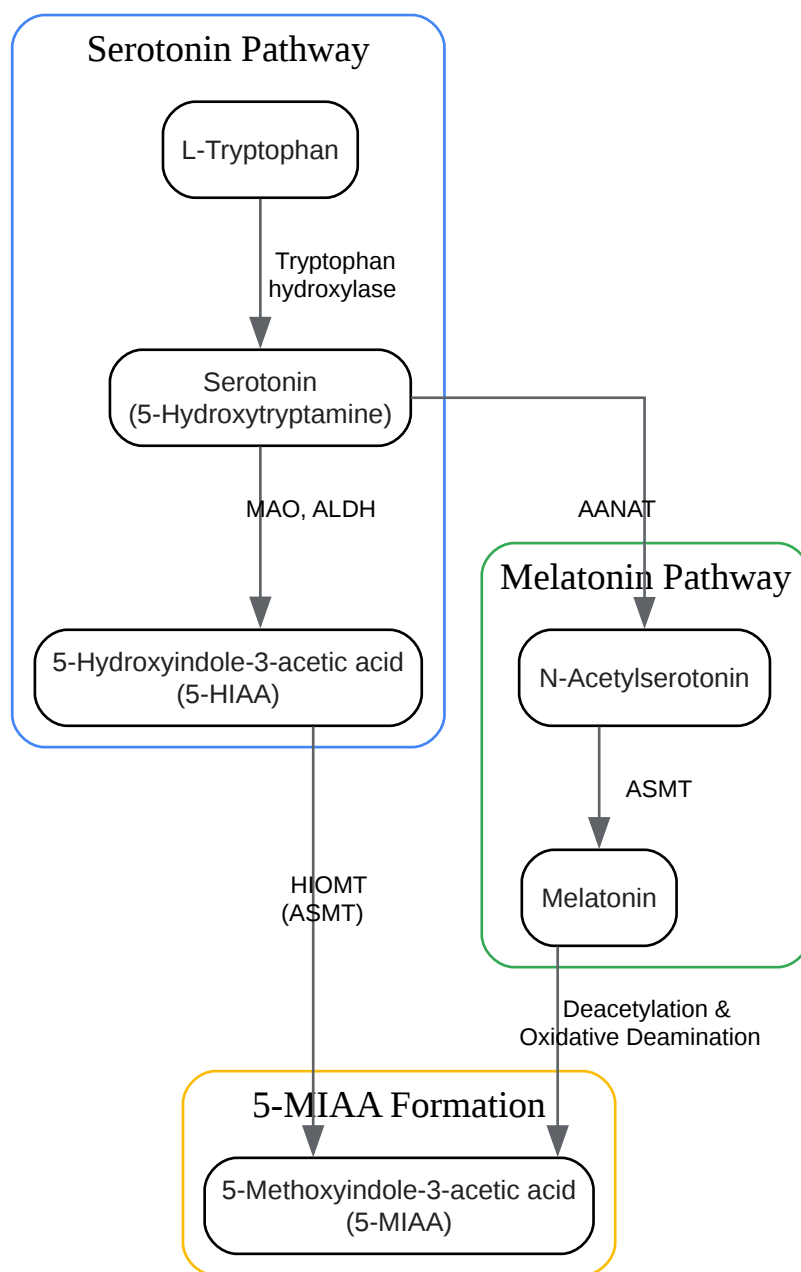 Serotonin Pathway
L-Tryptophan
Tryptophan
hydroxylase
Serotonin
(5-Hydroxytryptamine)
MAO, ALDH
AANAT
Melatonin Pathway
5-Hydroxyindole-3-acetic acid
(5-HIAA)
N-Acetylserotonin
ASMT
HIOMT
(ASMT)
Melatonin
Deacetylation &
Oxidative Deamination
5-MIAA Formation
5-Methoxyindole-3-acetic acid
(5-MIAA)